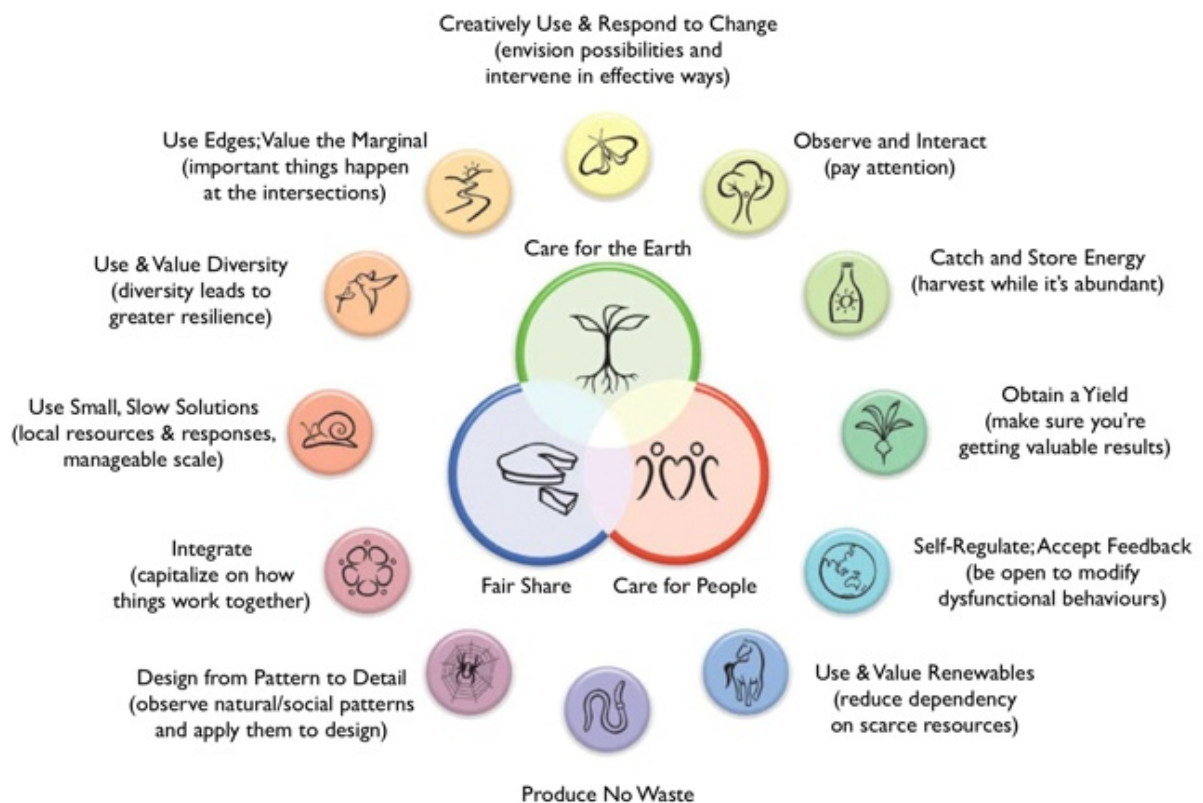 Creatively Use & Respond to Change
(envision possibilities and
intervene in effective ways)
Observe and Interact
(pay attention)
Catch and Store Energy
(harvest while it's abundant)
Obtain a Yield
(make sure you're
getting valuable results)
Self-Regulate; Accept Feedback
(be open to modify
dysfunctional behaviours)
Use & Value Renewables
(reduce dependency
on scarce resources)
Produce No Waste
Design from Pattern to Detail
(observe natural/social patterns
and apply them to design)
Integrate
(capitalize on how
things work together)
Use Small, Slow Solutions
(local resources & responses,
manageable scale)
Use & Value Diversity
(diversity leads to
greater resilience)
Use Edges; Value the Marginal
(important things happen
at the intersections)
Care for the Earth
Fair Share
Care for People